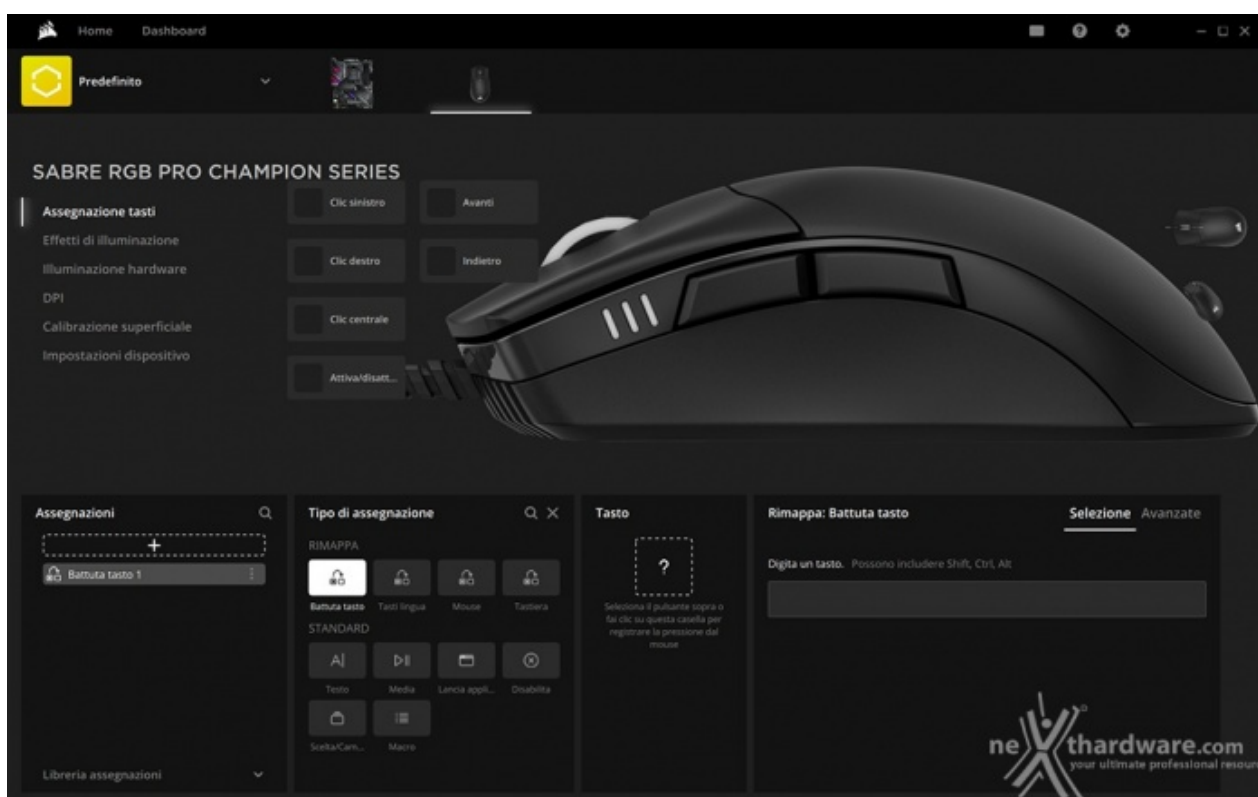 Home Dashboard
Predefinito
SABRE RGB PRO CHAMPION SERIES
Assegnazione tasti
Effetti di illuminazione
Illuminazione hardware
DPI
Calibrazione superficiale
Impostazioni dispositivo
Clic sinistro Avanti
Clic destro Indietro
Clic centrale
Attiva/disatt...
Assegnazioni
+
Battuta tasto 1
Libreria assegnazioni
Tipo di assegnazione
RIMAPPA
Battuta tasto Tasti lingua Mouse Tastiera
STANDARD
A|
Testo Media Lancia appli... Disabilita
Scelta/Cam... Macro
Tasto
?
Seleziona il pulsante sopra o
fai clic su questa casella per
registrare la pressione dal
mouse
Rimappa: Battuta tasto Selezione Avanzate
Digita un tasto. Possono includere Shift, Ctrl, Alt
nexthardware.com
your ultimate professional resour